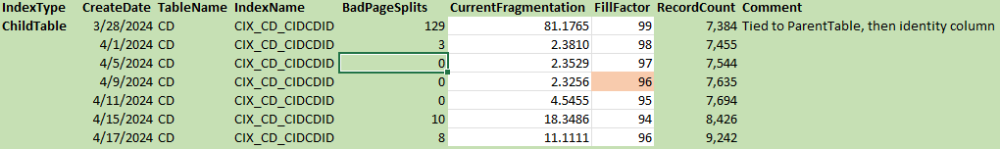 IndexType CreateDate TableName IndexName BadPageSplits CurrentFragmentation FillFactor RecordCount Comment
ChildTable 3/28/2024 CD CIX_CD_CIDCDID 129 81.1765 99 7,384 Tied to ParentTable, then identity column
4/1/2024 CD CIX_CD_CIDCDID 3 2.3810 98 7,455
4/5/2024 CD CIX_CD_CIDCDID 0 2.3529 97 7,544
4/9/2024 CD CIX_CD_CIDCDID 0 2.3256 96 7,635
4/11/2024 CD CIX_CD_CIDCDID 0 4.5455 95 7,694
4/15/2024 CD CIX_CD_CIDCDID 10 18.3486 94 8,426
4/17/2024 CD CIX_CD_CIDCDID 8 11.1111 96 9,242